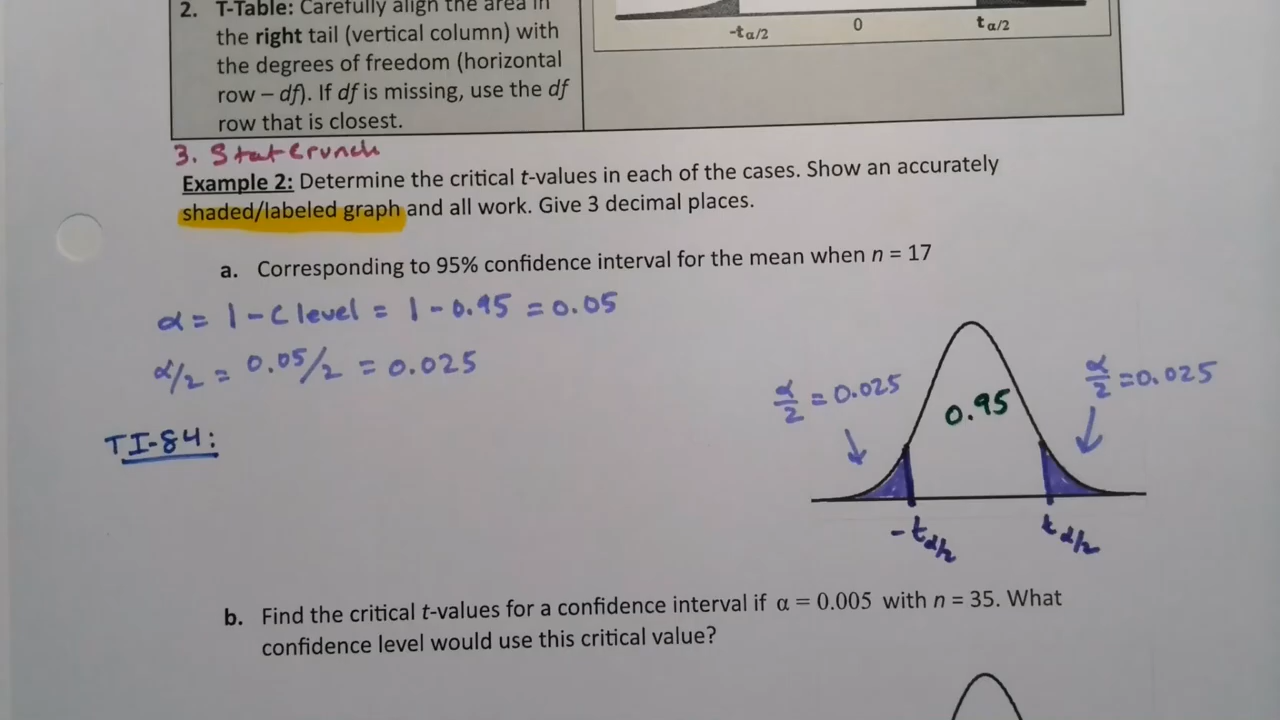 2. T-Table: Carefully align the area in
the right tail (vertical column) with
the degrees of freedom (horizontal
row – df). If df is missing, use the df
row that is closest.
-tα/2 0 tα/2
3. StatCrunch
Example 2: Determine the critical t-values in each of the cases. Show an accurately
shaded/labeled graph and all work. Give 3 decimal places.
a. Corresponding to 95% confidence interval for the mean when n = 17
α = 1 - C level = 1 - 0.95 = 0.05
α/2 = 0.05/2 = 0.025
TI-84:
α/2 = 0.025
0.95
α/2 = 0.025
-tα/2
tα/2
b. Find the critical t-values for a confidence interval if α = 0.005 with n = 35. What
confidence level would use this critical value?